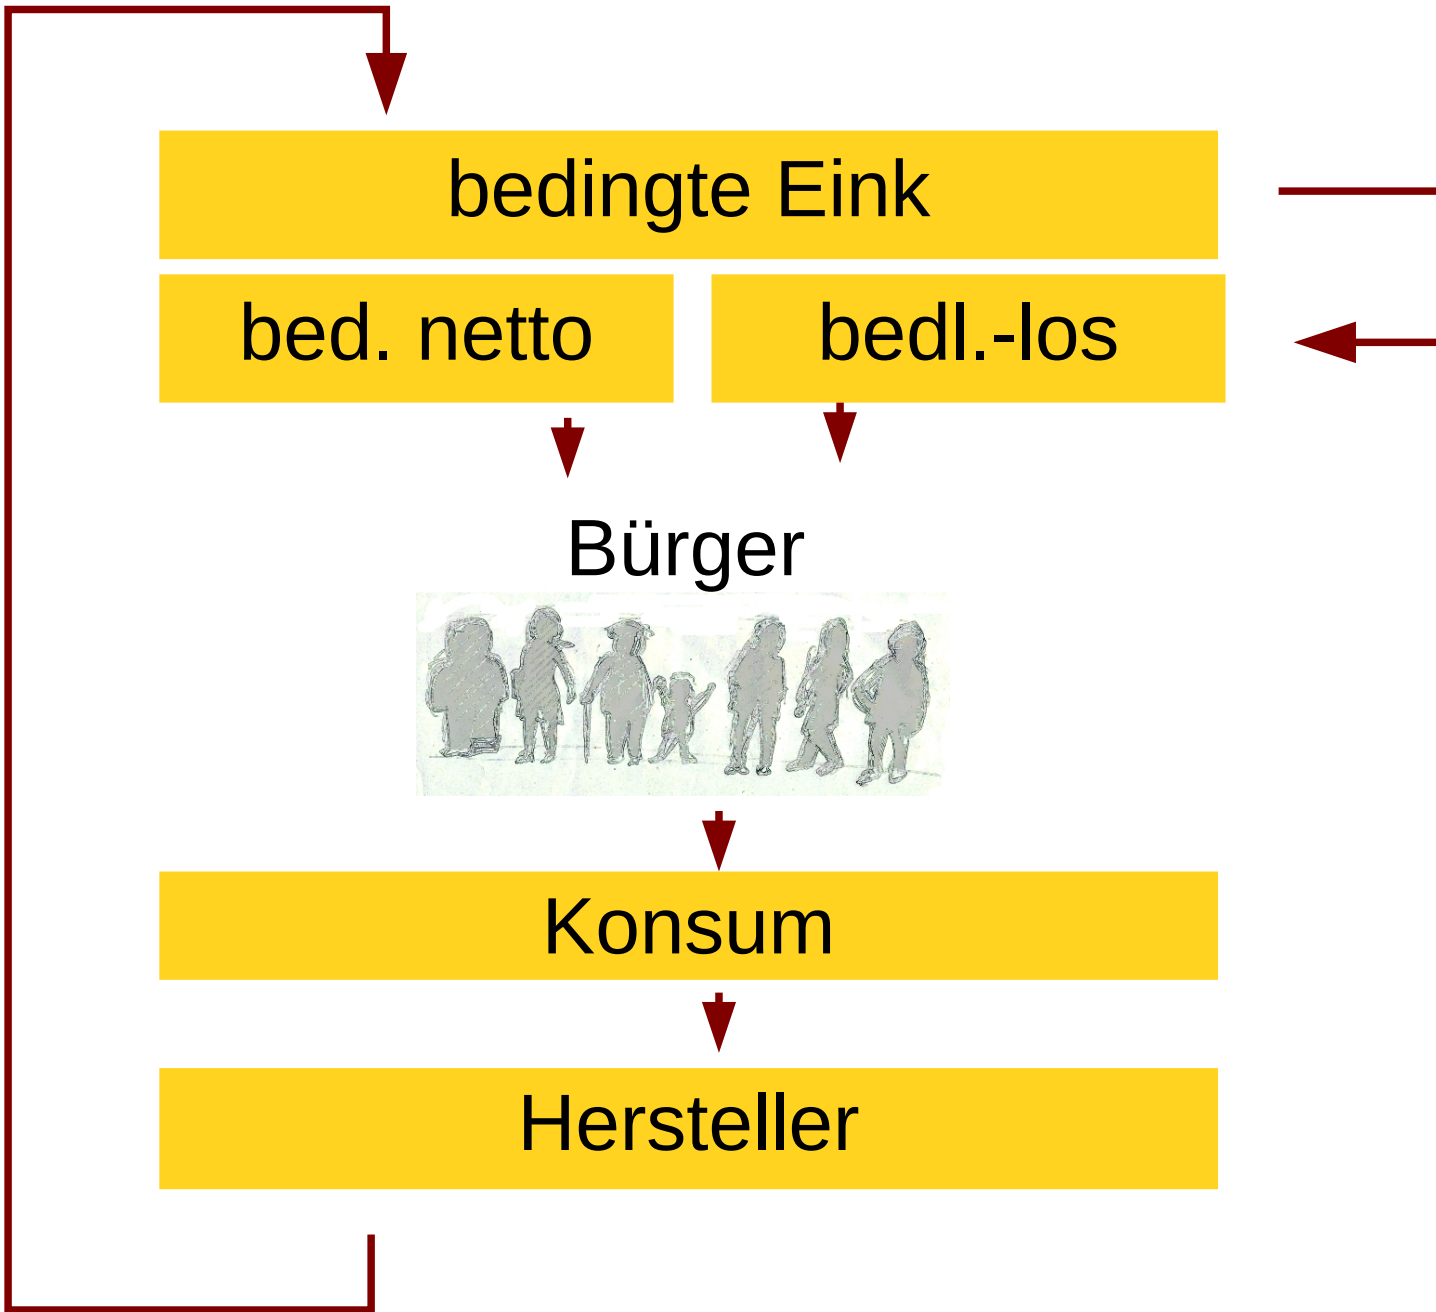 bedingte Eink
bed. netto
bedl.-los
Bürger
Konsum
Hersteller